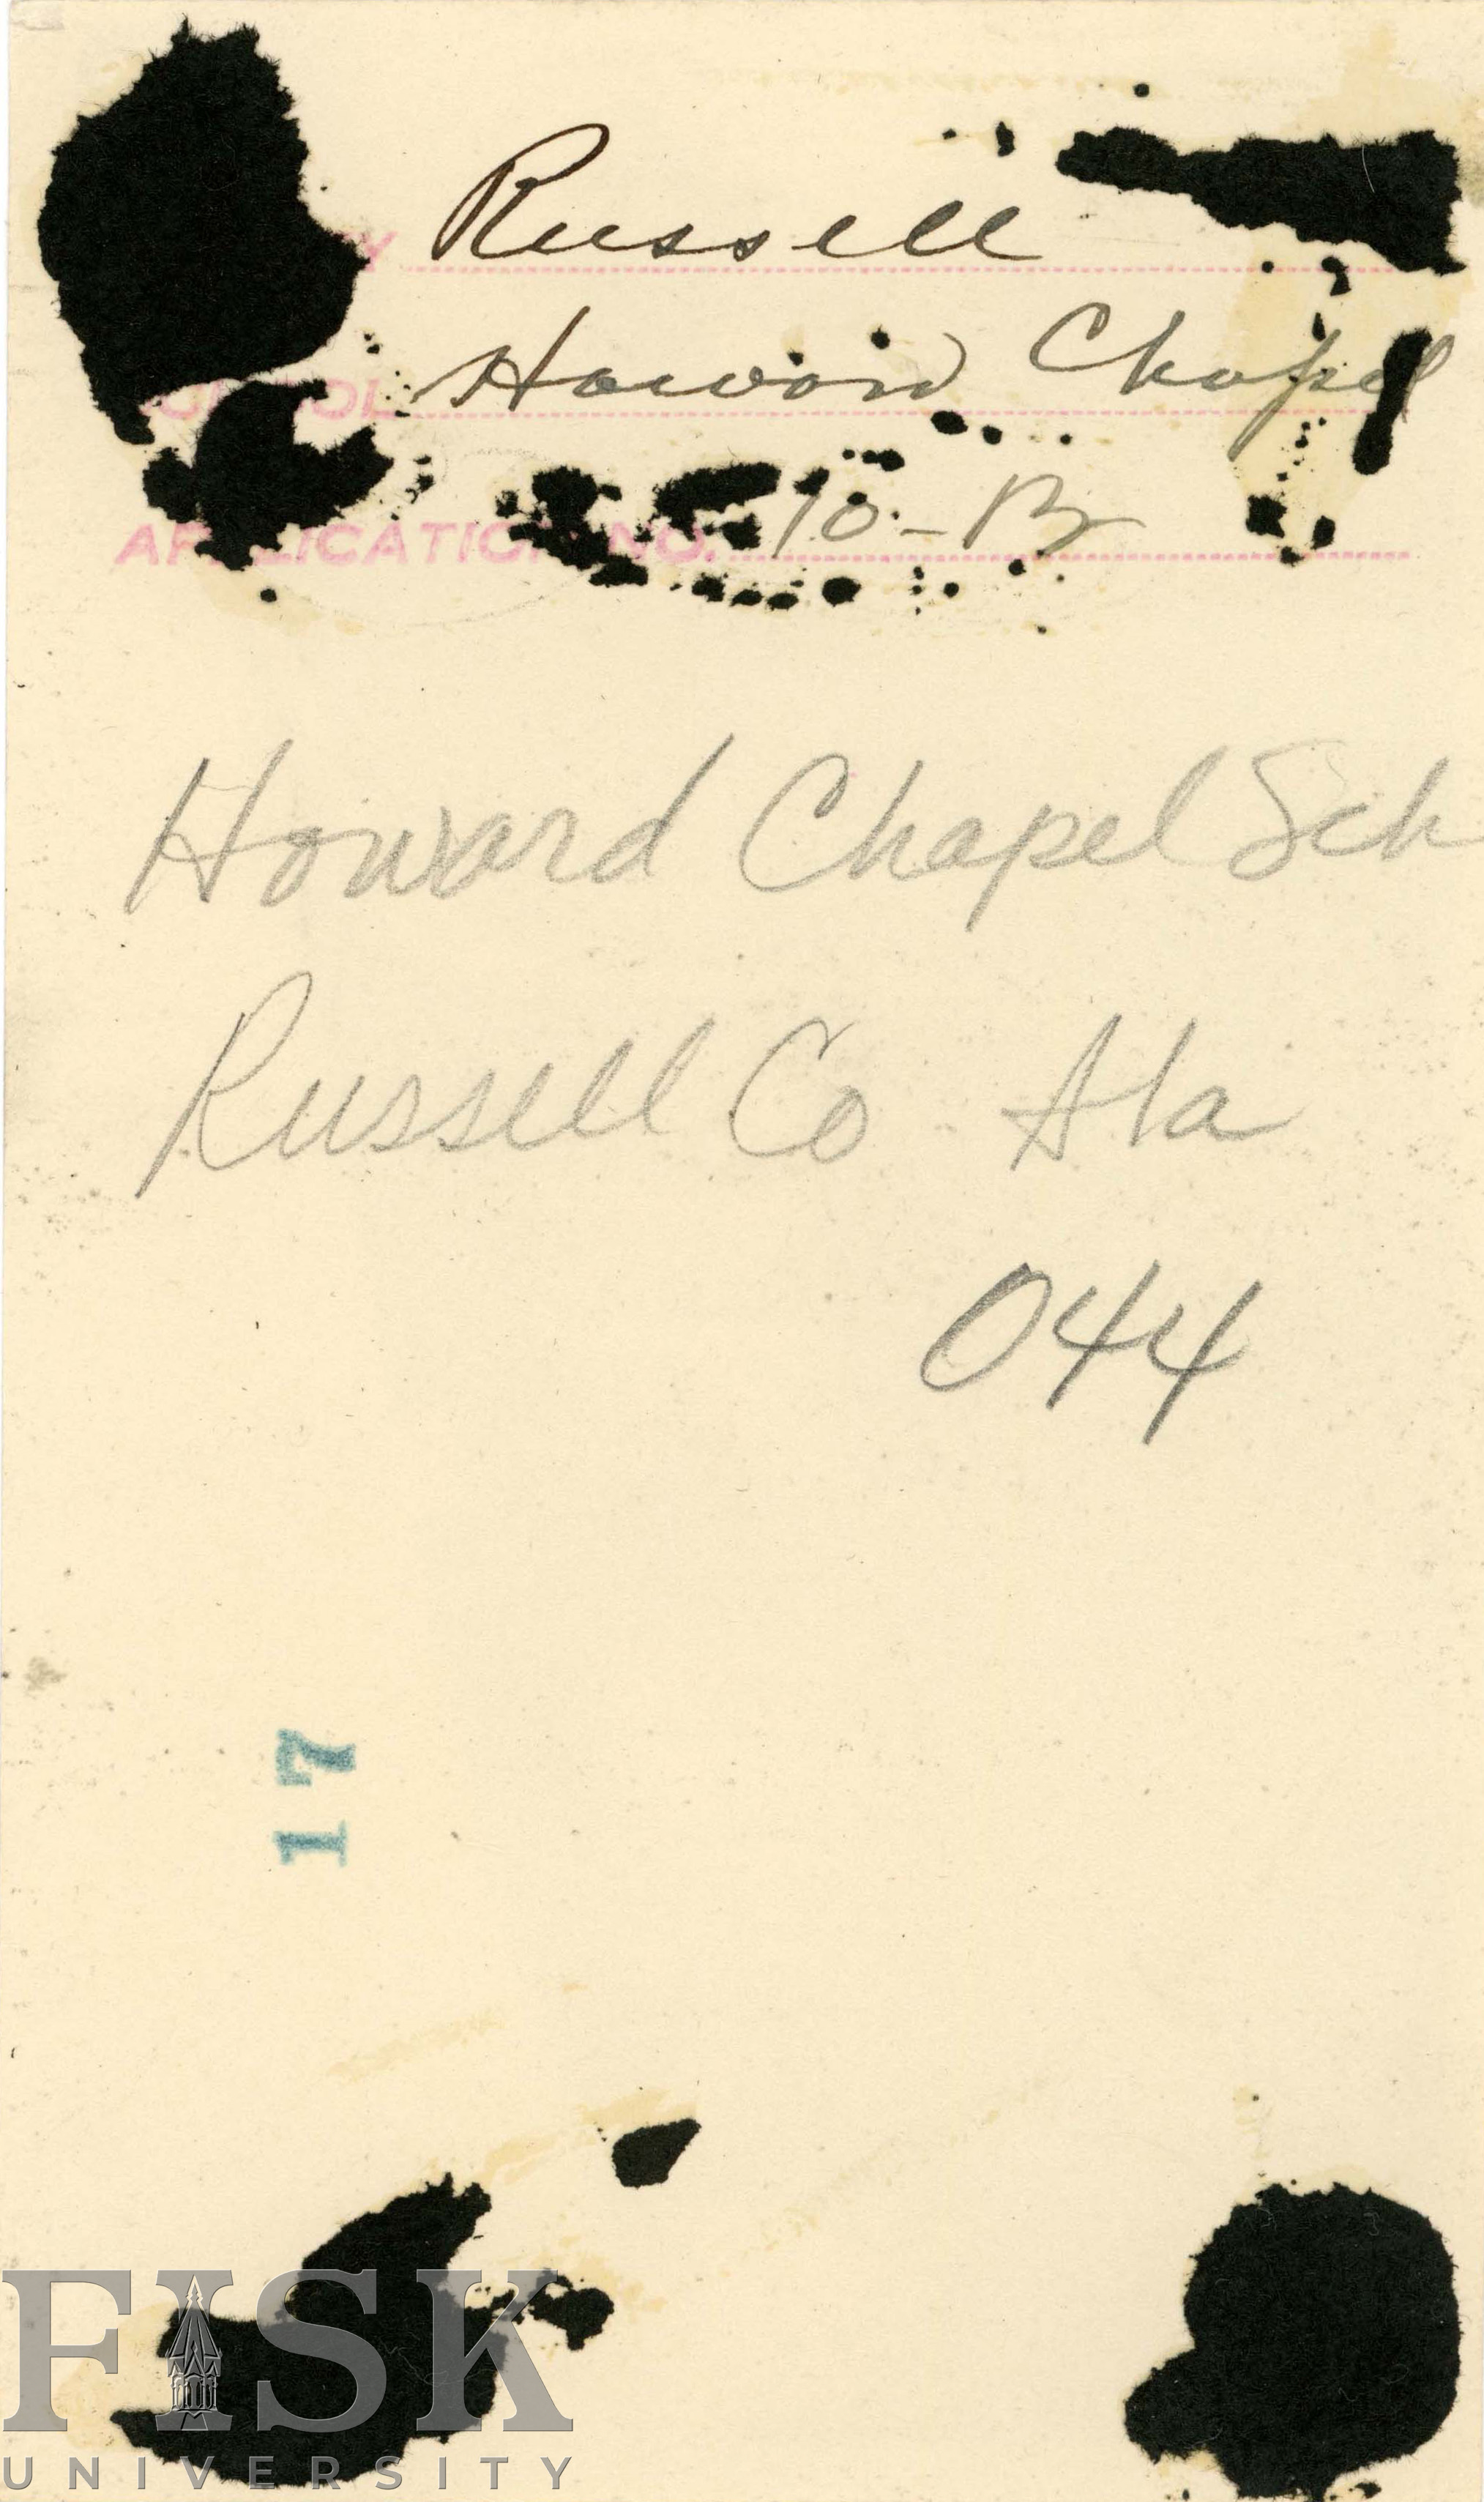 Russell
Howard Chapel
APPLICATION NO. 10-B
Howard Chapel Sch
Russell Co Ala
044
17
FISK
UNIVERSITY